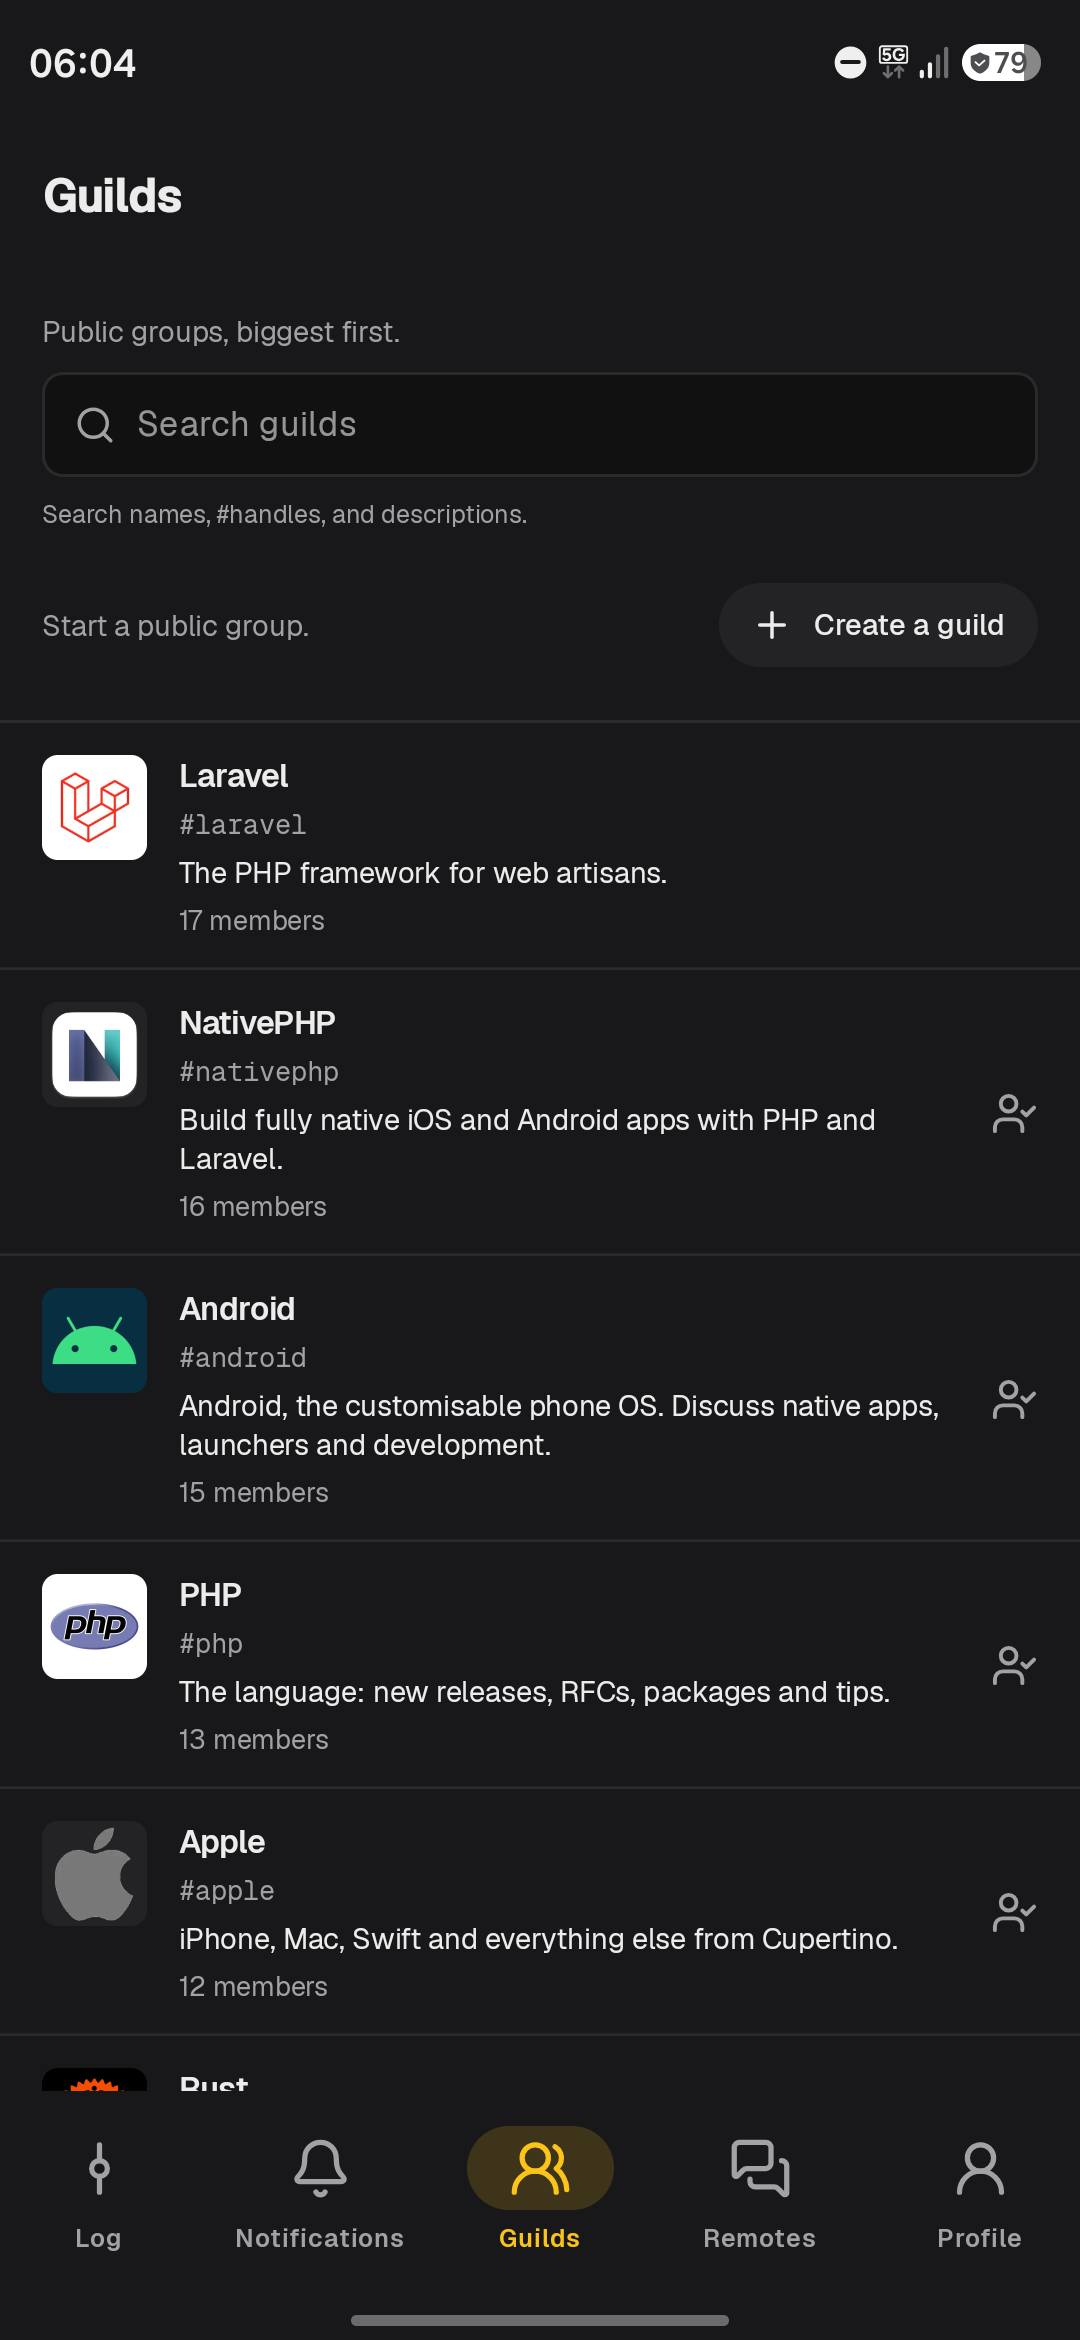 06:04
5G
79
Guilds
Public groups, biggest first.
Search guilds
Search names, #handles, and descriptions.
Start a public group.
Create a guild
Laravel
#laravel
The PHP framework for web artisans.
17 members
NativePHP
#nativephp
Build fully native iOS and Android apps with PHP and
Laravel.
16 members
Android
#android
Android, the customisable phone OS. Discuss native apps,
launchers and development.
15 members
php
PHP
#php
The language: new releases, RFCs, packages and tips.
13 members
Apple
#apple
iPhone, Mac, Swift and everything else from Cupertino.
12 members
Rust
Log
Notifications
Guilds
Remotes
Profile